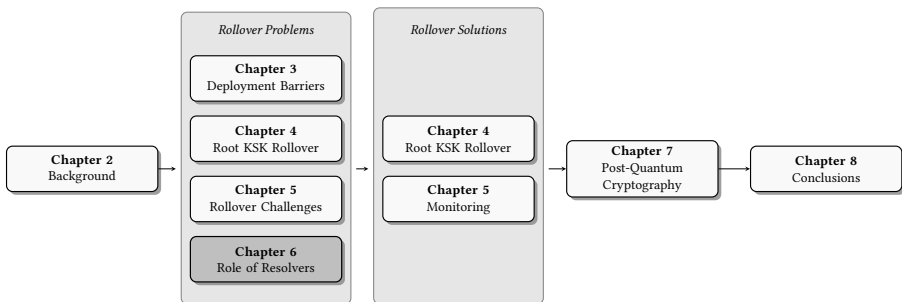 Chapter 2
Background
Rollover Problems
Chapter 3
Deployment Barriers
Chapter 4
Root KSK Rollover
Chapter 5
Rollover Challenges
Chapter 6
Role of Resolvers
Rollover Solutions
Chapter 4
Root KSK Rollover
Chapter 5
Monitoring
Chapter 7
Post-Quantum
Cryptography
Chapter 8
Conclusions